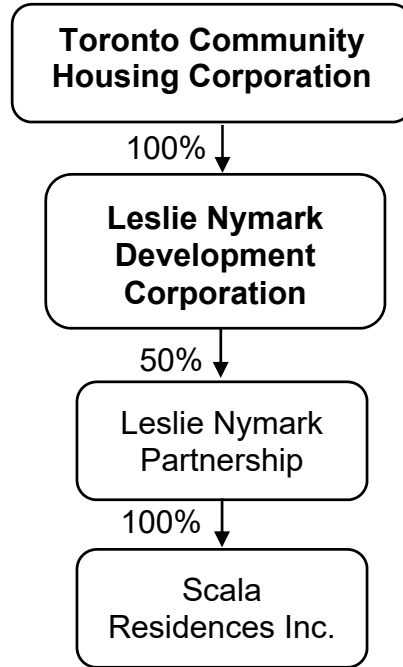 Toronto Community
Housing Corporation
100%
Leslie Nymark
Development
Corporation
50%
Leslie Nymark
Partnership
100%
Scala
Residences Inc.